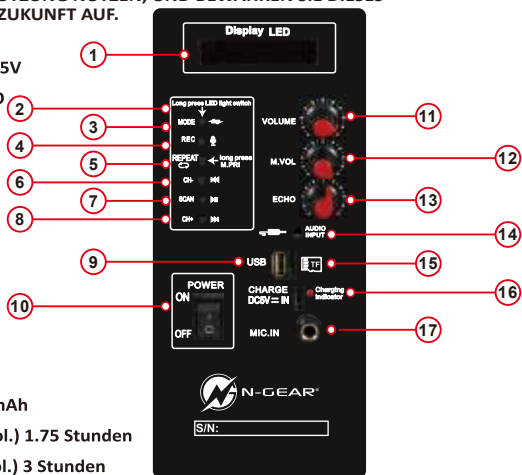 ZUKUNFT AUF.
5V
Display LED
1
Long press LED light switch
2
MODE
3
REC
4
REPEAT
long press
M.PRI
5
CH-
6
SCAN
7
CH+
8
VOLUME
11
M.VOL
12
ECHO
13
AUDIO
INPUT
14
USB
9
TF
15
POWER
ON
OFF
10
CHARGE
DC5V IN
Charging
Indicator
16
MIC.IN
17
N-GEAR®
S/N:
mAh
ol.) 1.75 Stunden
ol.) 3 Stunden